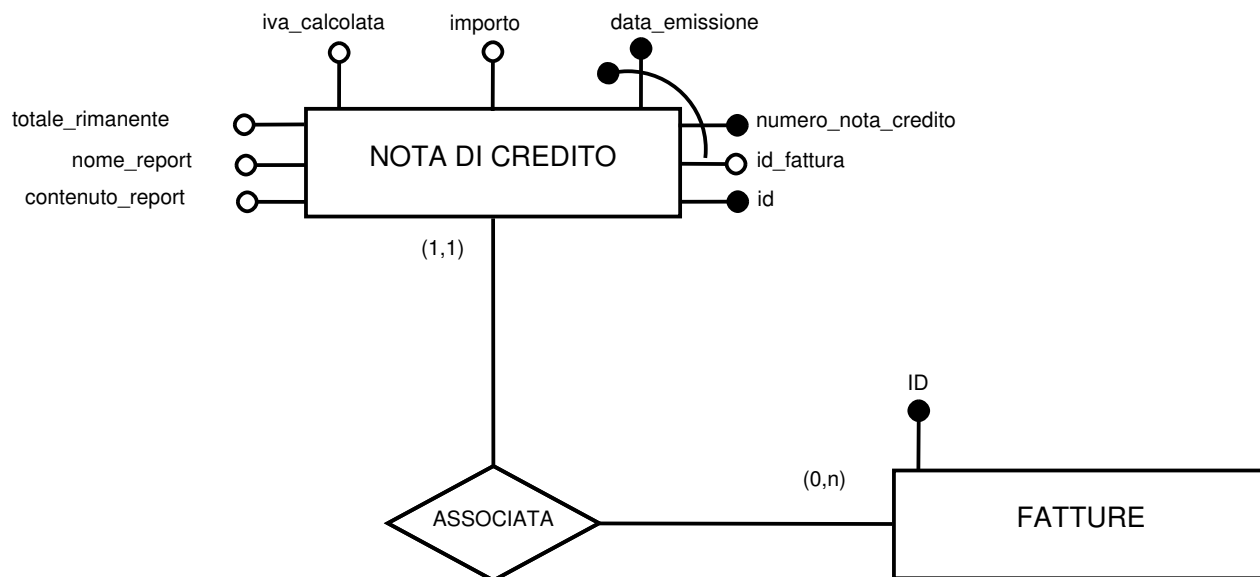 iva_calcolata
importo
data_emissione
totale_rimanente
numero_nota_credito
NOTA DI CREDITO
nome_report
id_fattura
contenuto_report
id
(1,1)
ID
(0,n)
ASSOCIATA
FATTURE